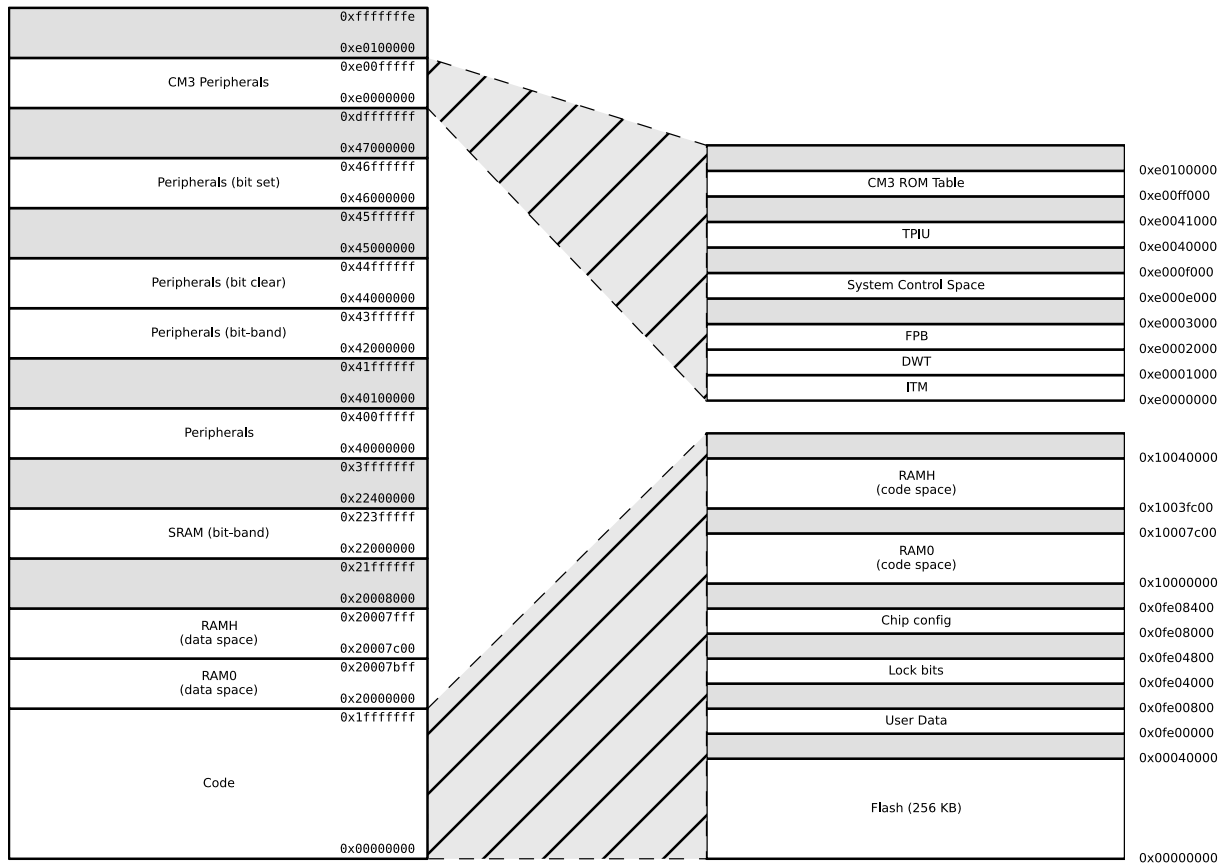 0xfffffffe
0xe0100000
0xe00fffff
CM3 Peripherals
0xe0000000
0xdfffffff
0x47000000
0x46ffffff
Peripherals (bit set)
0x46000000
0x45ffffff
0x45000000
0x44ffffff
Peripherals (bit clear)
0x44000000
0x43ffffff
Peripherals (bit-band)
0x42000000
0x41ffffff
0x40100000
0x400fffff
Peripherals
0x40000000
0x3fffffff
0x22400000
0x223fffff
SRAM (bit-band)
0x22000000
0x21ffffff
0x20008000
0x20007fff
RAMH
(data space)
0x20007c00
0x20007bff
RAM0
(data space)
0x20000000
0x1fffffff
Code
0x00000000
0xe0100000
CM3 ROM Table
0xe00ff000
0xe0041000
TPIU
0xe0040000
0xe000f000
System Control Space
0xe000e000
0xe0003000
FPB
0xe0002000
DWT
0xe0001000
ITM
0xe0000000
0x10040000
RAMH
(code space)
0x1003fc00
0x10007c00
RAM0
(code space)
0x10000000
0x0fe08400
Chip config
0x0fe08000
0x0fe04800
Lock bits
0x0fe04000
0x0fe00800
User Data
0x0fe00000
0x00040000
Flash (256 KB)
0x00000000